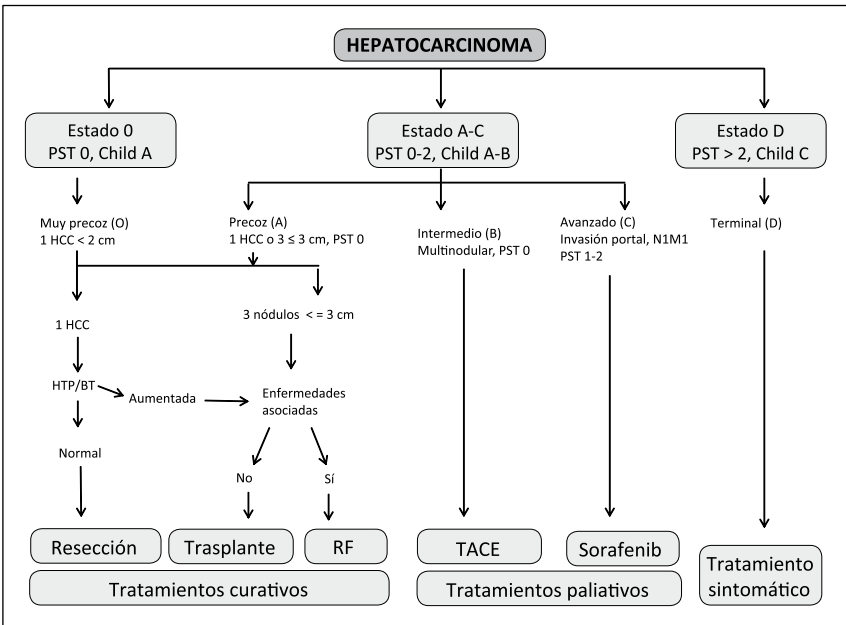 HEPATOCARCINOMA
Estado 0
PST 0, Child A
Estado A-C
PST 0-2, Child A-B
Estado D
PST > 2, Child C
Muy precoz (O)
1 HCC < 2 cm
Precoz (A)
1 HCC o 3 ≤ 3 cm, PST 0
Intermedio (B)
Multinodular, PST 0
Avanzado (C)
Invasión portal, N1M1
PST 1-2
Terminal (D)
1 HCC
3 nódulos < = 3 cm
HTP/BT
Aumentada
Enfermedades
asociadas
Normal
No
Sí
Resección
Trasplante
RF
TACE
Sorafenib
Tratamiento
sintomático
Tratamientos curativos
Tratamientos paliativos